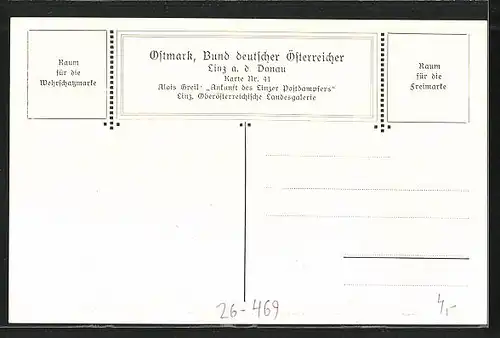 Raum
für die
Wehrschatzmarke
Ostmark, Bund deutscher Österreicher
Linz a. d. Donau
Karte Nr. 41
Alois Greil: „Ankunft des Linzer Postdampfers“
Linz, Oberösterreichische Landesgalerie
Raum
für die
Freimarke
26-469
4,-